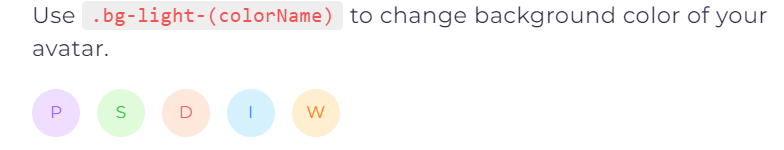 Use .bg-light-(colorName) to change background color of your
avatar.
P S D I W